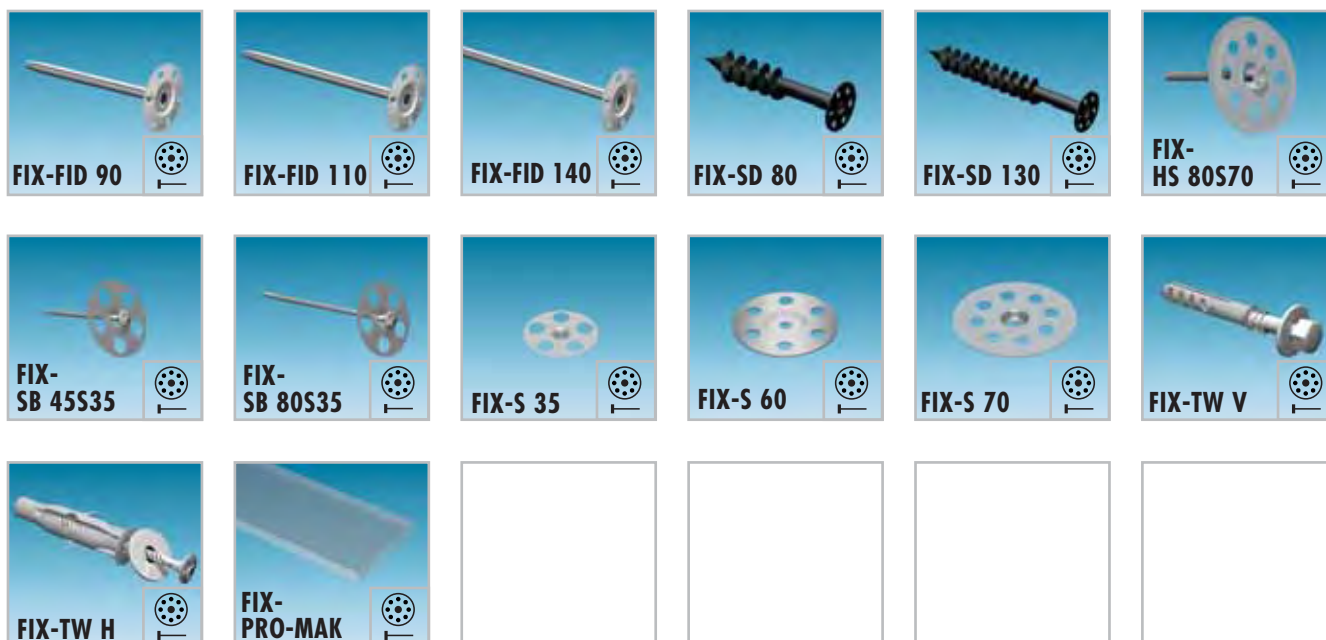 FIX-FID 90
FIX-FID 110
FIX-FID 140
FIX-SD 80
FIX-SD 130
FIX-
HS 80S70
FIX-
SB 45S35
FIX-
SB 80S35
FIX-S 35
FIX-S 60
FIX-S 70
FIX-TW V
FIX-TW H
FIX-
PRO-MAK